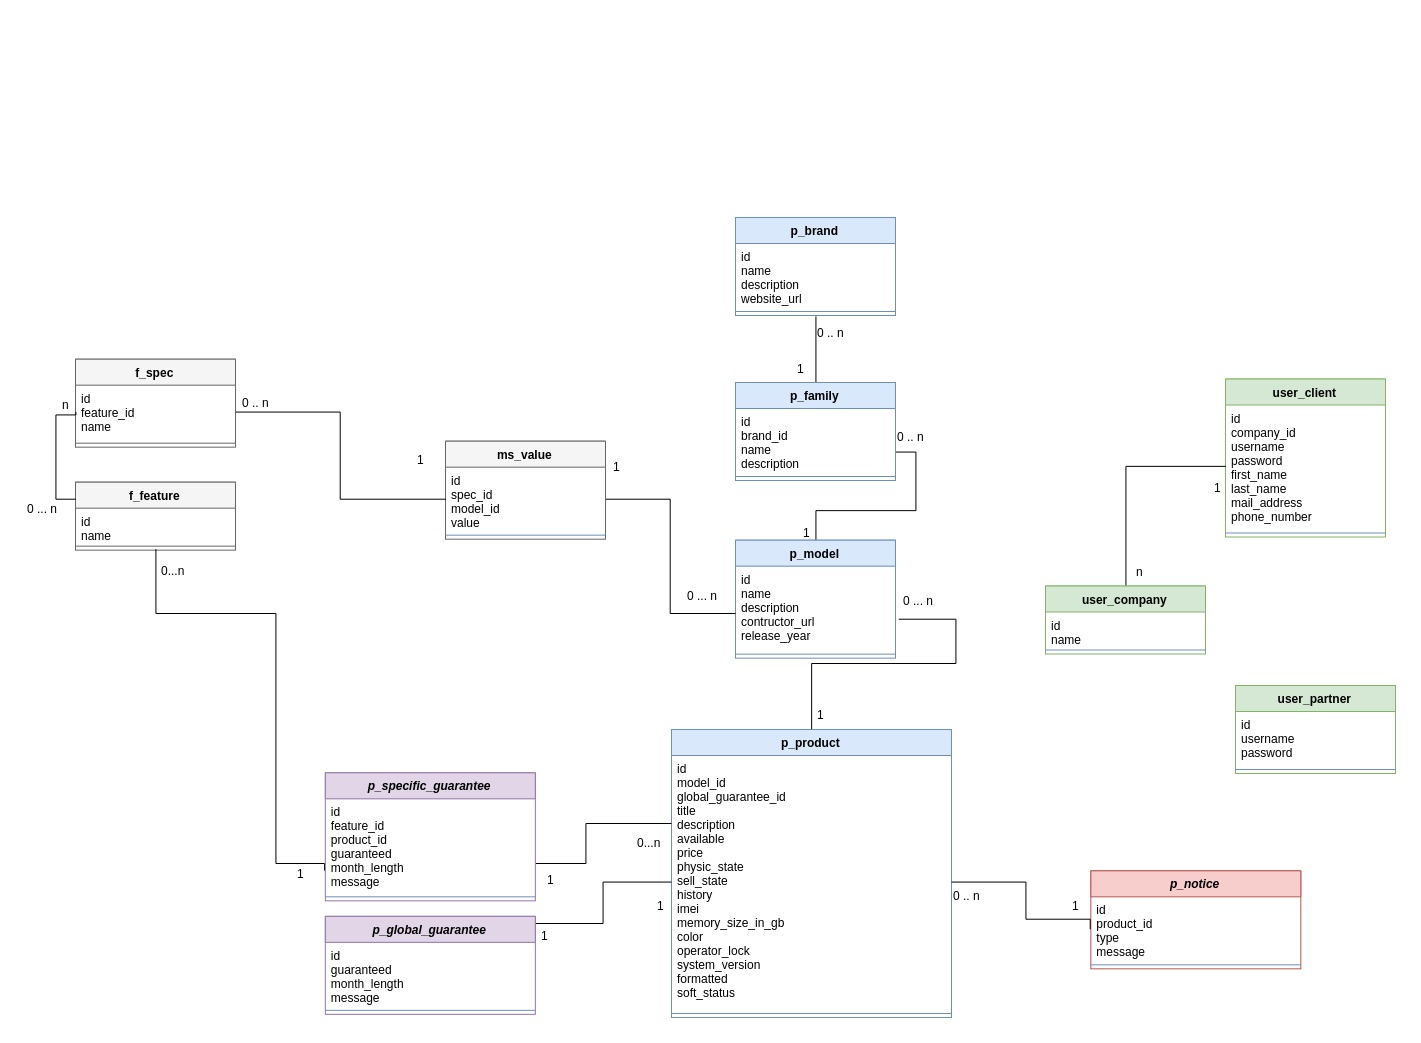 p_brand
id
name
description
website_url
0 .. n
1
p_family
id
brand_id
name
description
0 .. n
1
p_model
id
name
description
contructor_url
release_year
0 ... n
0 ... n
1
f_spec
id
feature_id
name
n
0 .. n
f_feature
id
name
0 ... n
0...n
ms_value
id
spec_id
model_id
value
1
1
user_client
id
company_id
username
password
first_name
last_name
mail_address
phone_number
1
n
user_company
id
name
user_partner
id
username
password
p_product
id
model_id
global_guarantee_id
title
description
available
price
physic_state
sell_state
history
imei
memory_size_in_gb
color
operator_lock
system_version
formatted
soft_status
0...n
1
0 .. n
p_specific_guarantee
id
feature_id
product_id
guaranteed
month_length
message
1
1
p_global_guarantee
id
guaranteed
month_length
message
1
p_notice
id
product_id
type
message
1